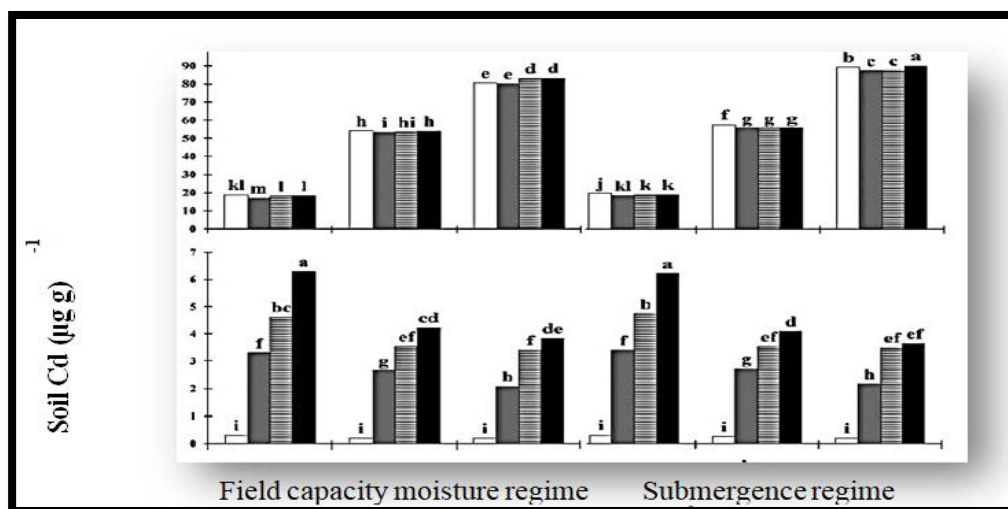 Soil Cd (µg g)
-1
90
80
70
60
50
40
30
20
10
0
kl m l l
h i hi h
e e d d
j kl k k
f g g g
b c c a
7
6
5
4
3
2
1
0
i f bc a
i g ef cd
i h f de
i f b a
i g ef d
i h ef ef
Field capacity moisture regime
Submergence regime